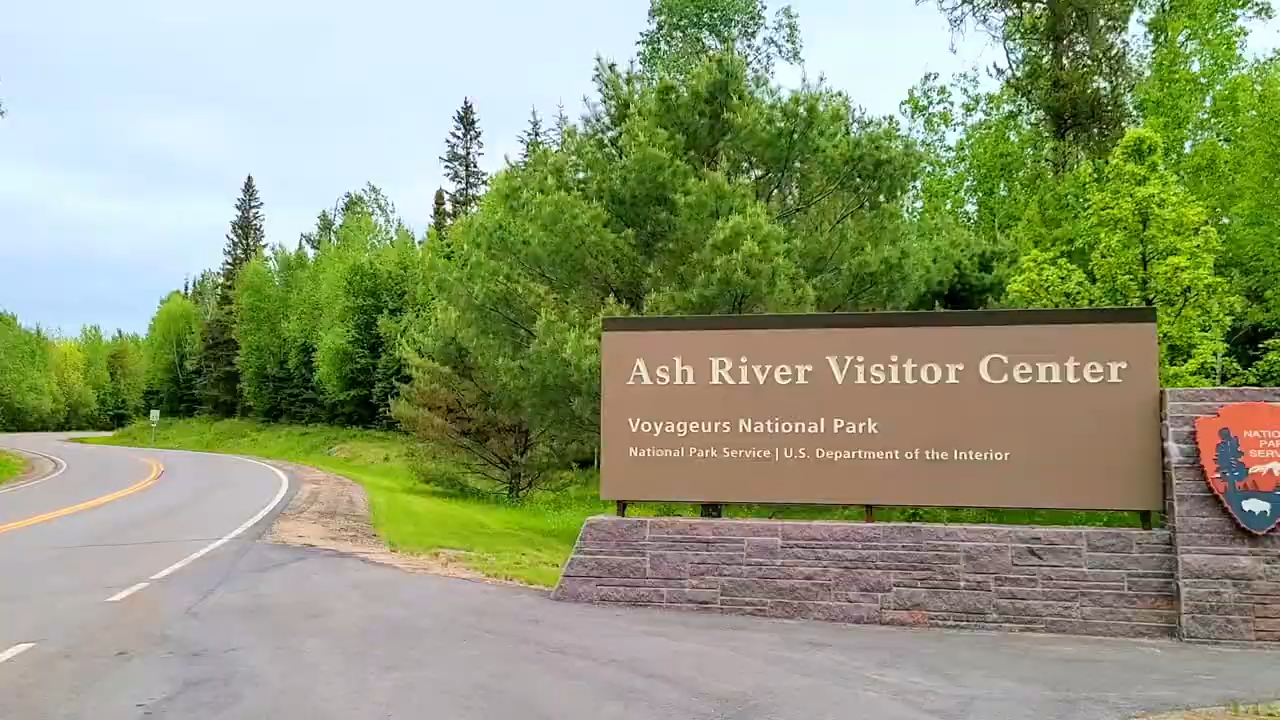 Ash River Visitor Center
Voyageurs National Park
National Park Service | U.S. Department of the Interior